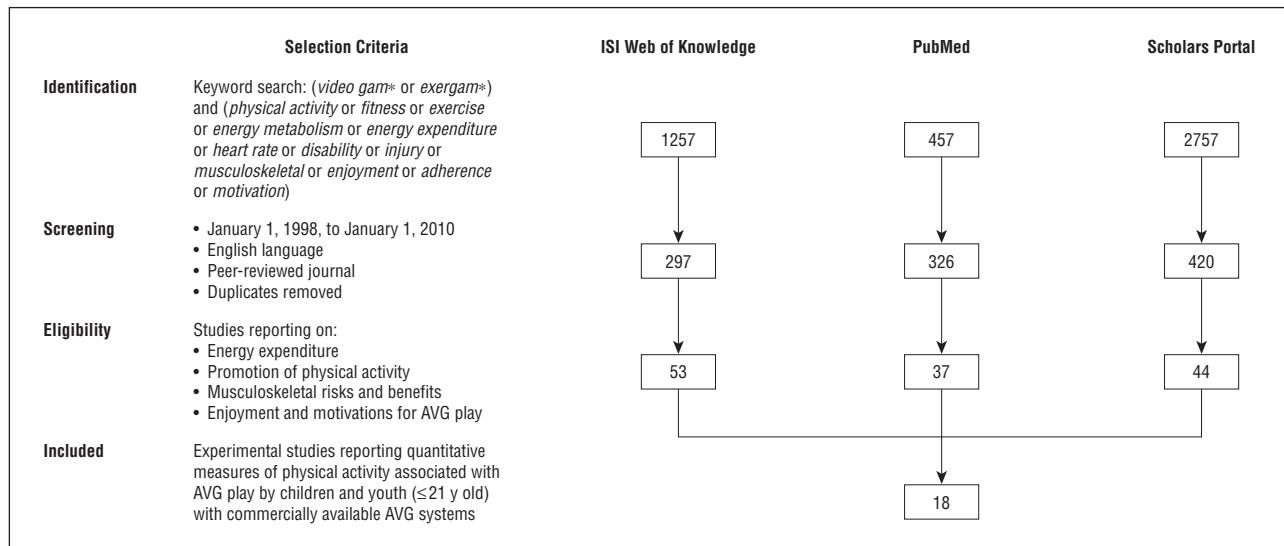 Selection Criteria
ISI Web of Knowledge
PubMed
Scholars Portal
Identification
Keyword search: (video gam* or exergam*)
and (physical activity or fitness or exercise
or energy metabolism or energy expenditure
or heart rate or disability or injury or
musculoskeletal or enjoyment or adherence
or motivation)
1257
457
2757
Screening
• January 1, 1998, to January 1, 2010
• English language
• Peer-reviewed journal
• Duplicates removed
297
326
420
Eligibility
Studies reporting on:
• Energy expenditure
• Promotion of physical activity
• Musculoskeletal risks and benefits
• Enjoyment and motivations for AVG play
53
37
44
Included
Experimental studies reporting quantitative
measures of physical activity associated with
AVG play by children and youth (≤21 y old)
with commercially available AVG systems
18